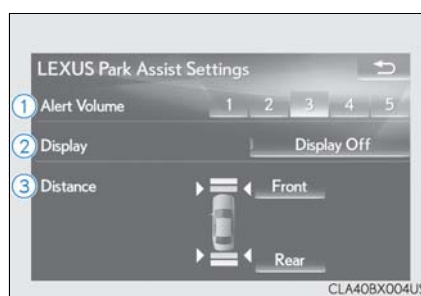 LEXUS Park Assist Settings
1 Alert Volume 1 2 3 4 5
2 Display Display Off
3 Distance Front
Rear
CLA40BX004US